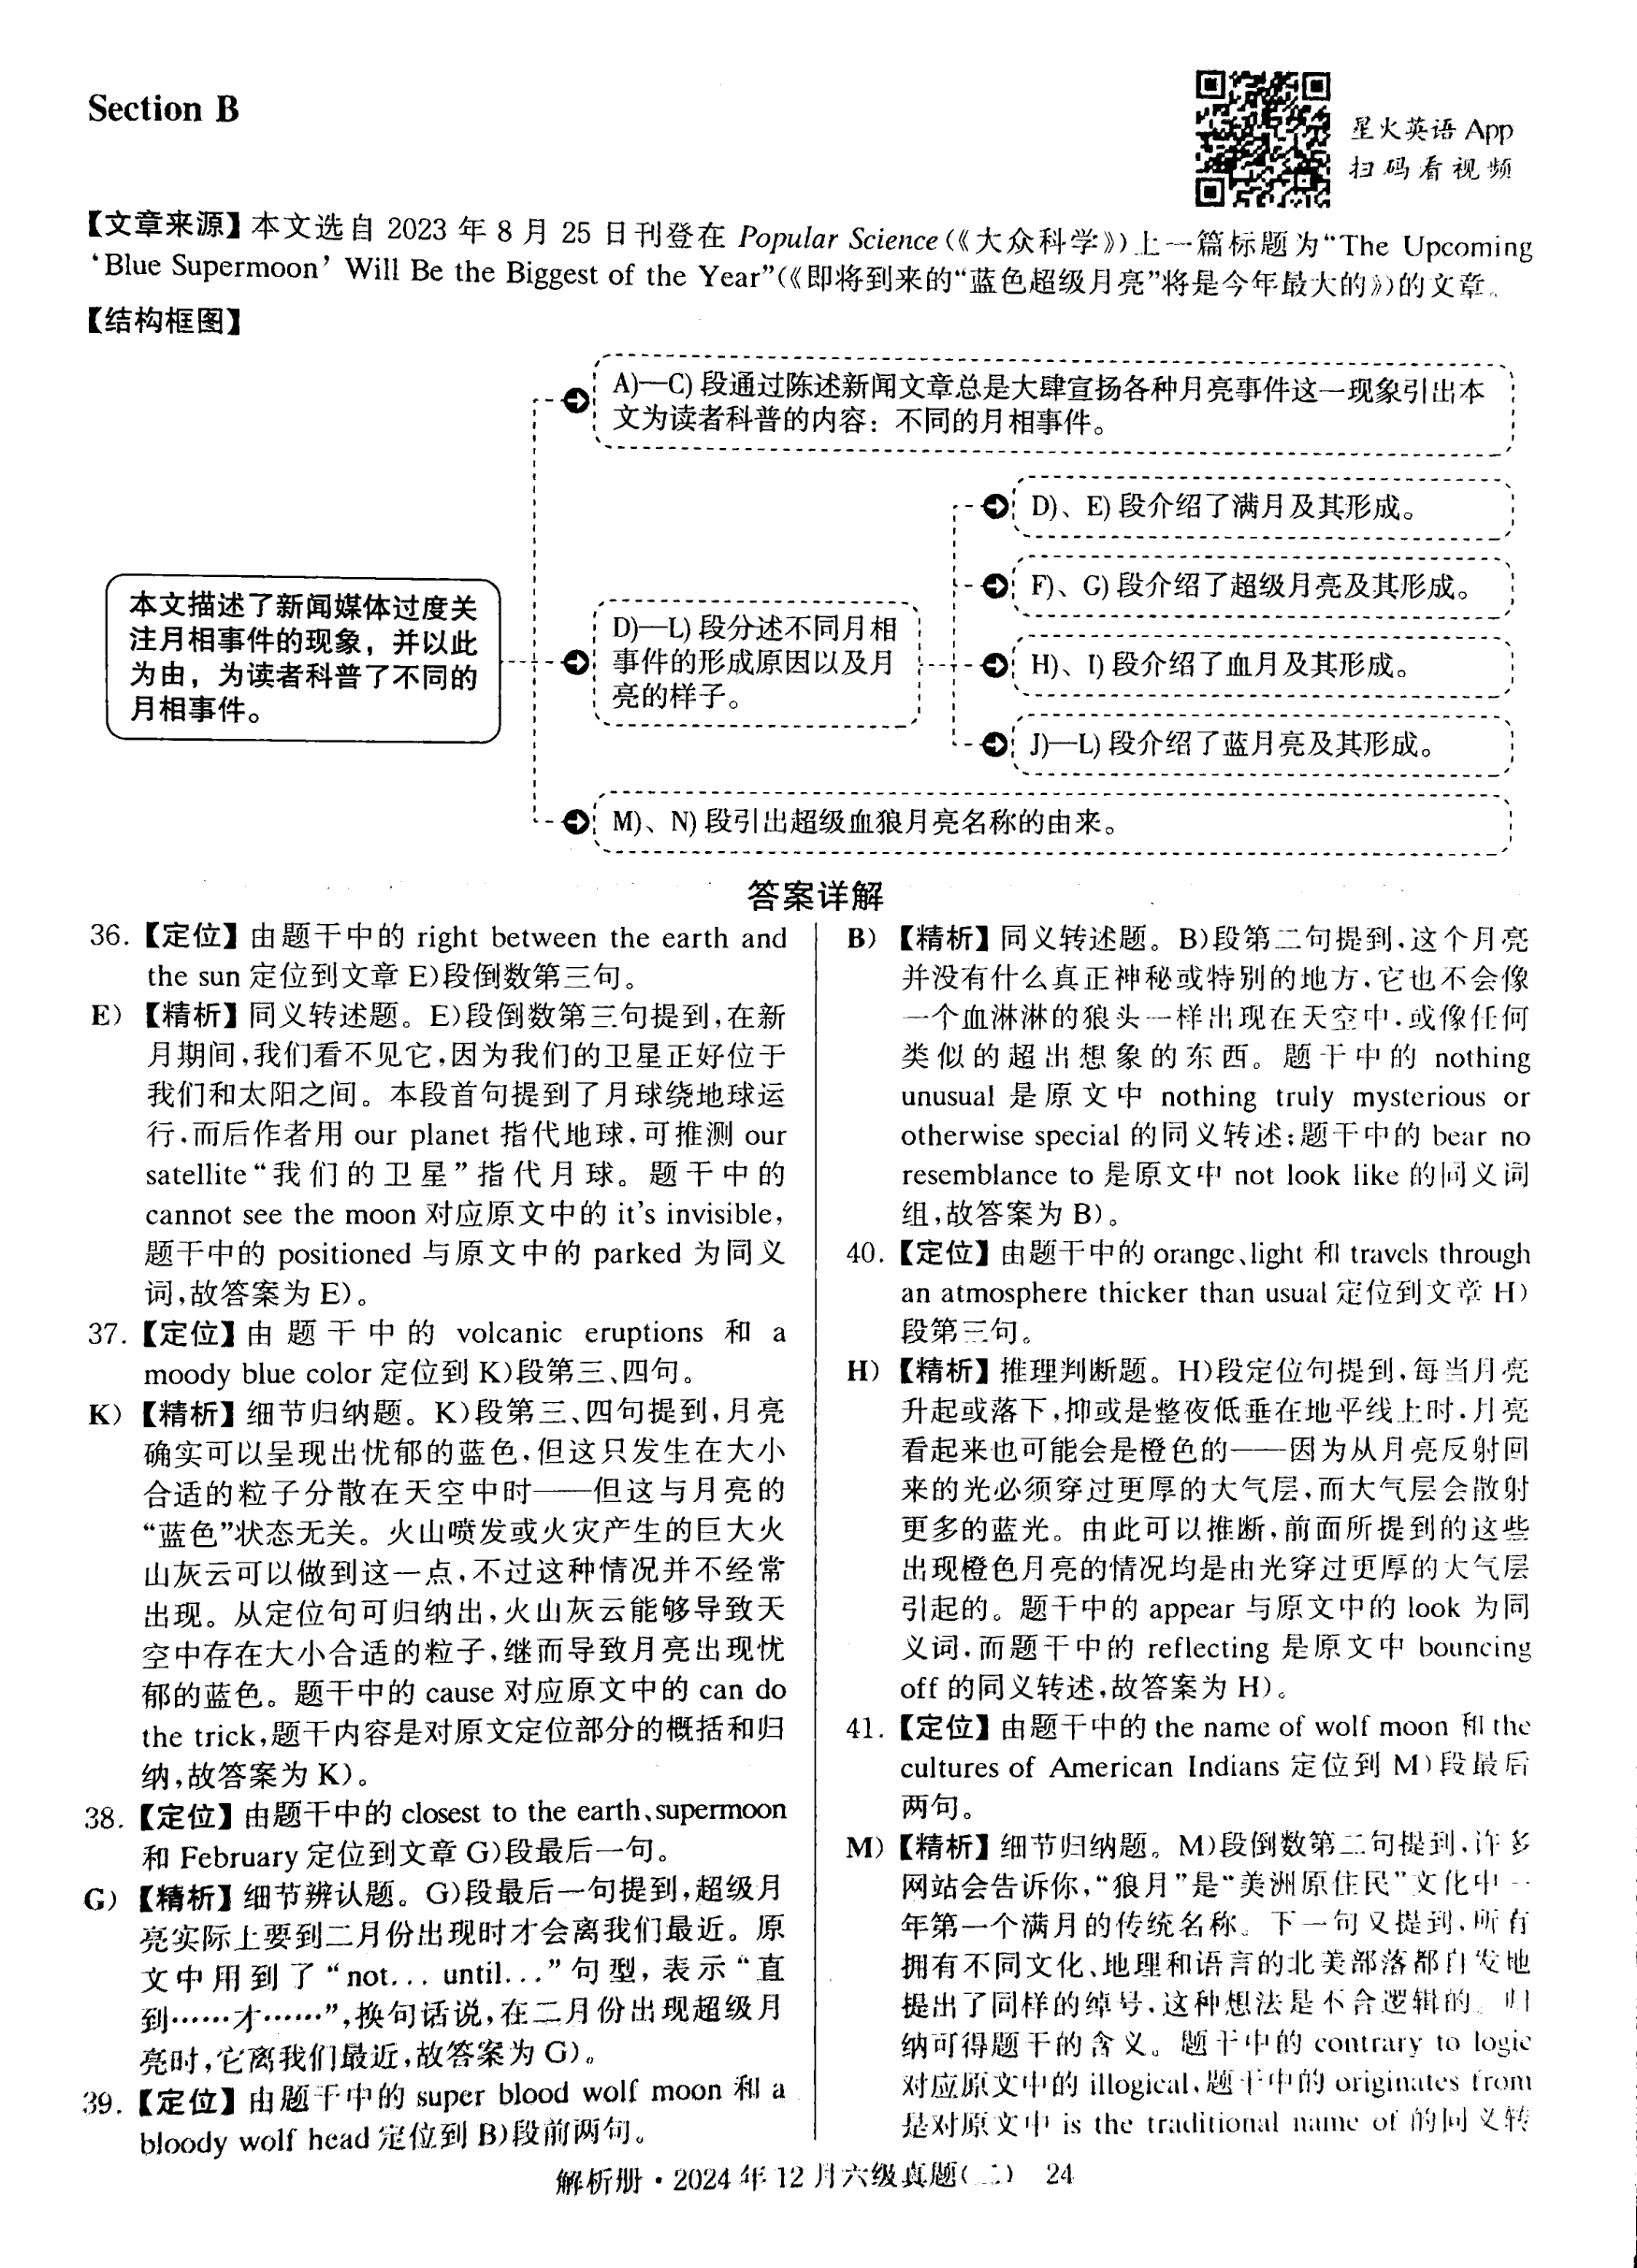 Section B
星火英语 App
扫码看视频
【文章来源】本文选自 2023 年 8 月 25 日刊登在 Popular Science(《大众科学》)上一篇标题为“The Upcoming
‘Blue Supermoon’ Will Be the Biggest of the Year”(《即将到来的“蓝色超级月亮”将是今年最大的》)的文章。
【结构框图】
A)—C) 段通过陈述新闻文章总是大肆宣扬各种月亮事件这一现象引出本
文为读者科普的内容：不同的月相事件。
D)、E) 段介绍了满月及其形成。
F)、G) 段介绍了超级月亮及其形成。
本文描述了新闻媒体过度关
注月相事件的现象，并以此
为由，为读者科普了不同的
月相事件。
D)—L) 段分述不同月相
事件的形成原因以及月
亮的样子。
H)、I) 段介绍了血月及其形成。
J)—L) 段介绍了蓝月亮及其形成。
M)、N) 段引出超级血狼月亮名称的由来。
答案详解
36.【定位】由题干中的 right between the earth and
the sun 定位到文章 E)段倒数第三句。
E) 【精析】同义转述题。E)段倒数第三句提到,在新
月期间,我们看不见它,因为我们的卫星正好位于
我们和太阳之间。本段首句提到了月球绕地球运
行,而后作者用 our planet 指代地球,可推测 our
satellite“我们的卫星”指代月球。题干中的
cannot see the moon 对应原文中的 it's invisible,
题干中的 positioned 与原文中的 parked 为同义
词,故答案为 E)。
37.【定位】由题干中的 volcanic eruptions 和 a
moody blue color 定位到 K)段第三、四句。
K) 【精析】细节归纳题。K)段第三、四句提到,月亮
确实可以呈现出忧郁的蓝色,但这只发生在大小
合适的粒子分散在天空中时——但这与月亮的
“蓝色”状态无关。火山喷发或火灾产生的巨大火
山灰云可以做到这一点,不过这种情况并不经常
出现。从定位句可归纳出,火山灰云能够导致天
空中存在大小合适的粒子,继而导致月亮出现忧
郁的蓝色。题干中的 cause 对应原文中的 can do
the trick,题干内容是对原文定位部分的概括和归
纳,故答案为 K)。
38.【定位】由题干中的 closest to the earth、supermoon
和 February 定位到文章 G)段最后一句。
G) 【精析】细节辨认题。G)段最后一句提到,超级月
亮实际上要到二月份出现时才会离我们最近。原
文中用到了“not... until...”句型,表示“直
到……才……”,换句话说,在二月份出现超级月
亮时,它离我们最近,故答案为 G)。
39.【定位】由题干中的 super blood wolf moon 和 a
bloody wolf head 定位到 B)段前两句。
B) 【精析】同义转述题。B)段第二句提到,这个月亮
并没有什么真正神秘或特别的地方,它也不会像
一个血淋淋的狼头一样出现在天空中,或像任何
类似的超出想象的东西。题干中的 nothing
unusual 是原文中 nothing truly mysterious or
otherwise special 的同义转述;题干中的 bear no
resemblance to 是原文中 not look like 的同义词
组,故答案为 B)。
40.【定位】由题干中的 orange、light 和 travels through
an atmosphere thicker than usual 定位到文章 H)
段第三句。
H) 【精析】推理判断题。H)段定位句提到,每当月亮
升起或落下,抑或是整夜低垂在地平线上时,月亮
看起来也可能会是橙色的——因为从月亮反射回
来的光必须穿过更厚的大气层,而大气层会散射
更多的蓝光。由此可以推断,前面所提到的这些
出现橙色月亮的情况均是由光穿过更厚的大气层
引起的。题干中的 appear 与原文中的 look 为同
义词,而题干中的 reflecting 是原文中 bouncing
off 的同义转述,故答案为 H)。
41.【定位】由题干中的 the name of wolf moon 和 the
cultures of American Indians 定位到 M)段最后
两句。
M) 【精析】细节归纳题。M)段倒数第二句提到,许多
网站会告诉你,“狼月”是“美洲原住民”文化中一
年第一个满月的传统名称。下一句又提到,所有
拥有不同文化、地理和语言的北美部落都自发地
提出了同样的绰号,这种想法是不合逻辑的。归
纳可得题干的含义。题干中的 contrary to logic
对应原文中的 illogical,题干中的 originates from
是对原文中 is the traditional name of 的同义转
解析册·2024 年 12 月六级真题(二) 24